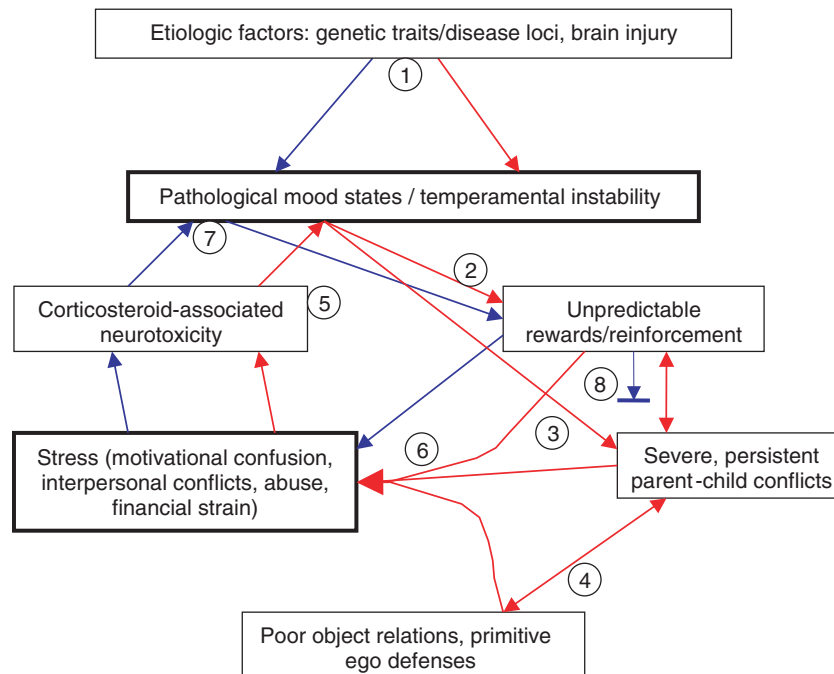 Etiologic factors: genetic traits/disease loci, brain injury
1
Pathological mood states / temperamental instability
7
2
Corticosteroid-associated
neurotoxicity
5
Unpredictable
rewards/reinforcement
8
3
6
Stress (motivational confusion,
interpersonal conflicts, abuse,
financial strain)
Severe, persistent
parent-child conflicts
4
Poor object relations, primitive
ego defenses